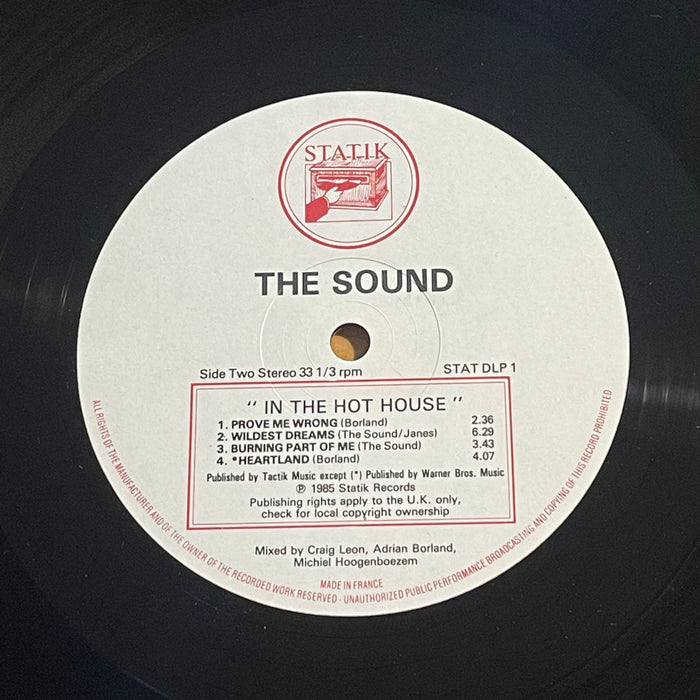 STATIK
THE SOUND
Side Two Stereo 33 1/3 rpm
STAT DLP 1
" IN THE HOT HOUSE "
1. PROVE ME WRONG (Borland) 2.36
2. WILDEST DREAMS (The Sound/Janes) 6.29
3. BURNING PART OF ME (The Sound) 3.43
4. *HEARTLAND (Borland) 4.07
Published by Tactik Music except (*) Published by Warner Bros. Music
℗ 1985 Statik Records
Publishing rights apply to the U.K. only,
check for local copyright ownership
Mixed by Craig Leon, Adrian Borland,
Michiel Hoogenboezem
MADE IN FRANCE
ALL RIGHTS OF THE MANUFACTURER AND OF THE OWNER OF THE RECORDED WORK RESERVED - UNAUTHORIZED PUBLIC PERFORMANCE BROADCASTING AND COPYING OF THIS RECORD PROHIBITED